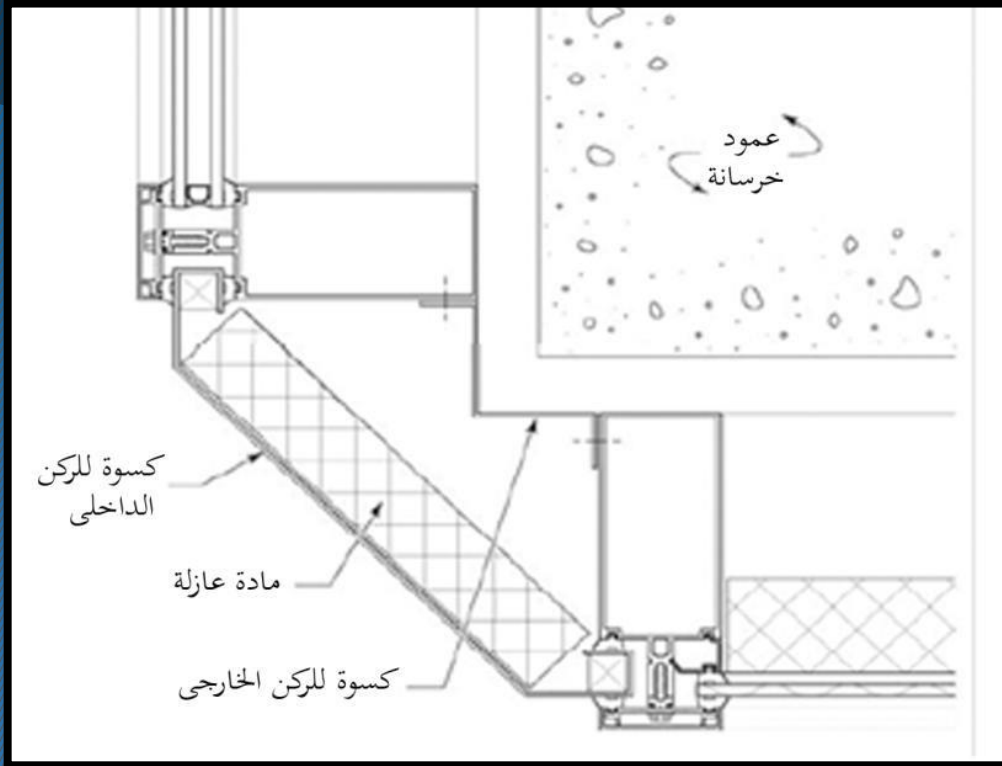 عمود
خرسانة
كسوة للركن
الداخلى
مادة عازلة
كسوة للركن الخارجى